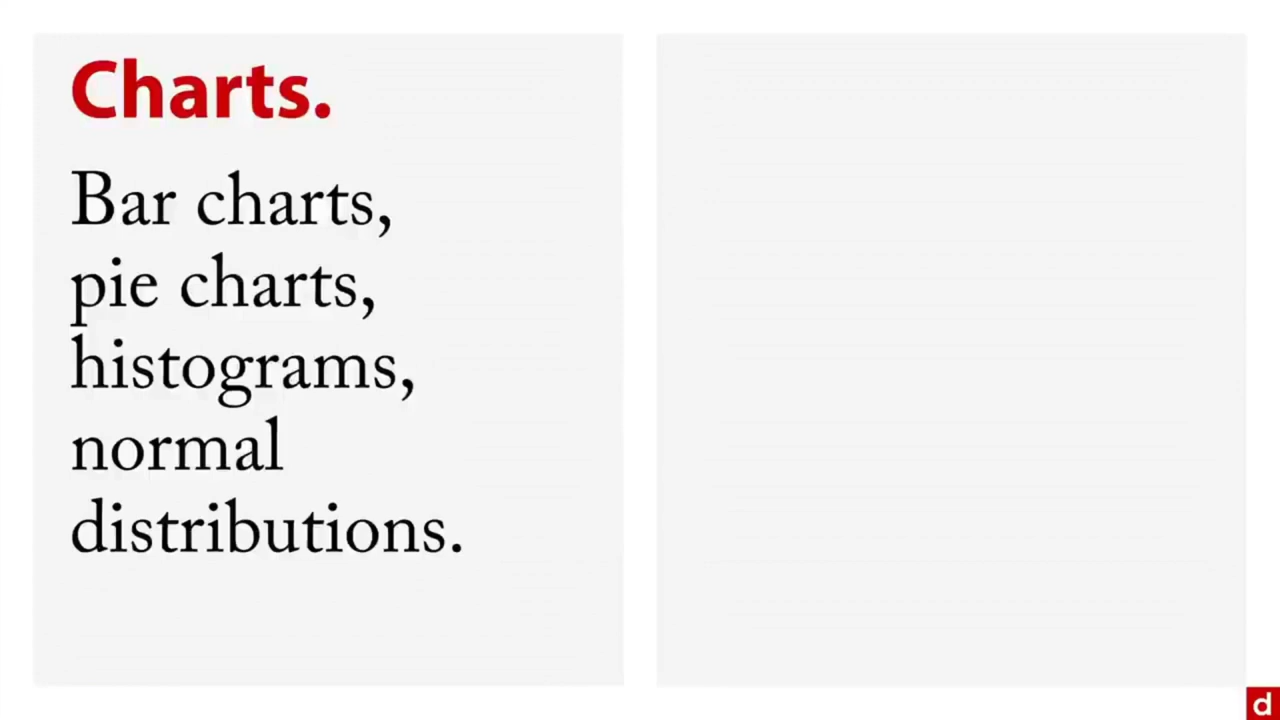 Charts.
Bar charts,
pie charts,
histograms,
normal
distributions.
d